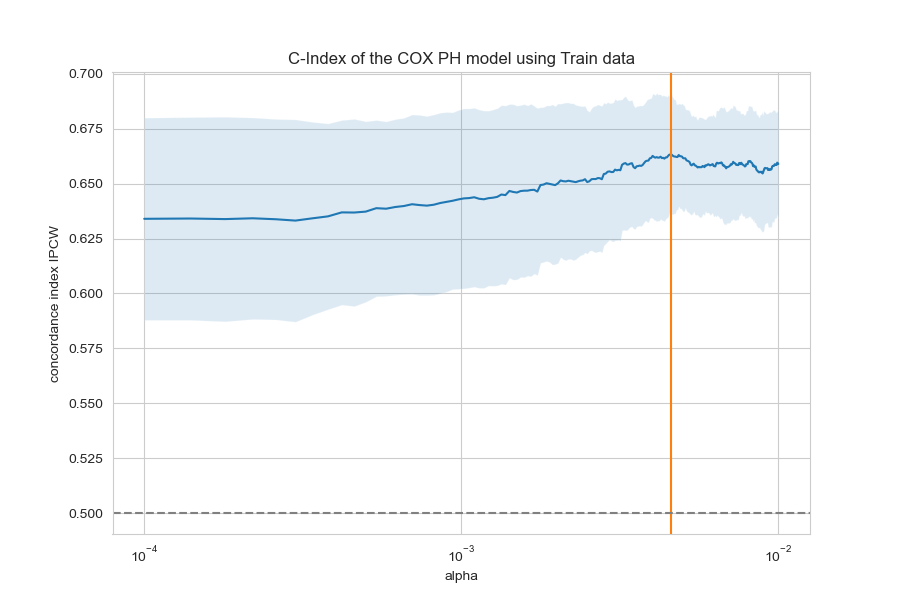 C-Index of the COX PH model using Train data
0.700
0.675
0.650
0.625
0.600
0.575
0.550
0.525
0.500
concordance index IPCW
10⁻⁴ 10⁻³ 10⁻²
alpha